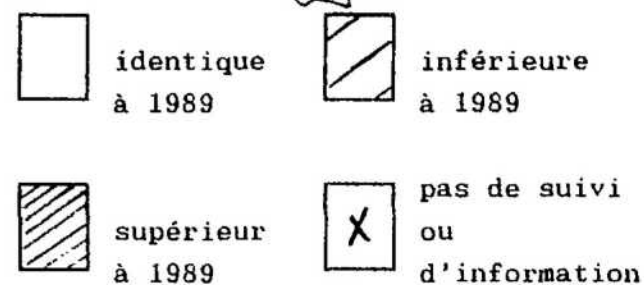 identique
à 1989
inférieure
à 1989
supérieur
à 1989
X
pas de suivi
ou
d'information